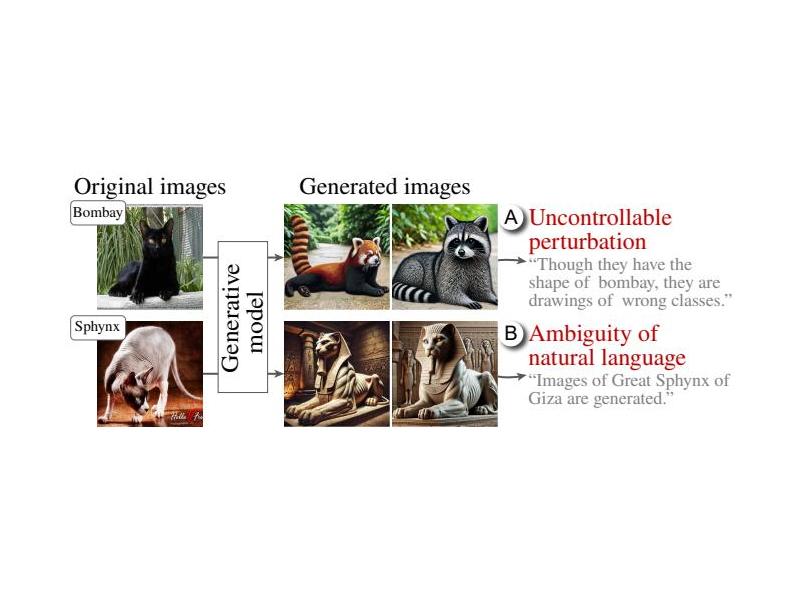 Original images
Generated images
Bombay
Sphynx
Generative
model
A
Uncontrollable
perturbation
“Though they have the
shape of bombay, they are
drawings of wrong classes.”
B
Ambiguity of
natural language
“Images of Great Sphynx of
Giza are generated.”